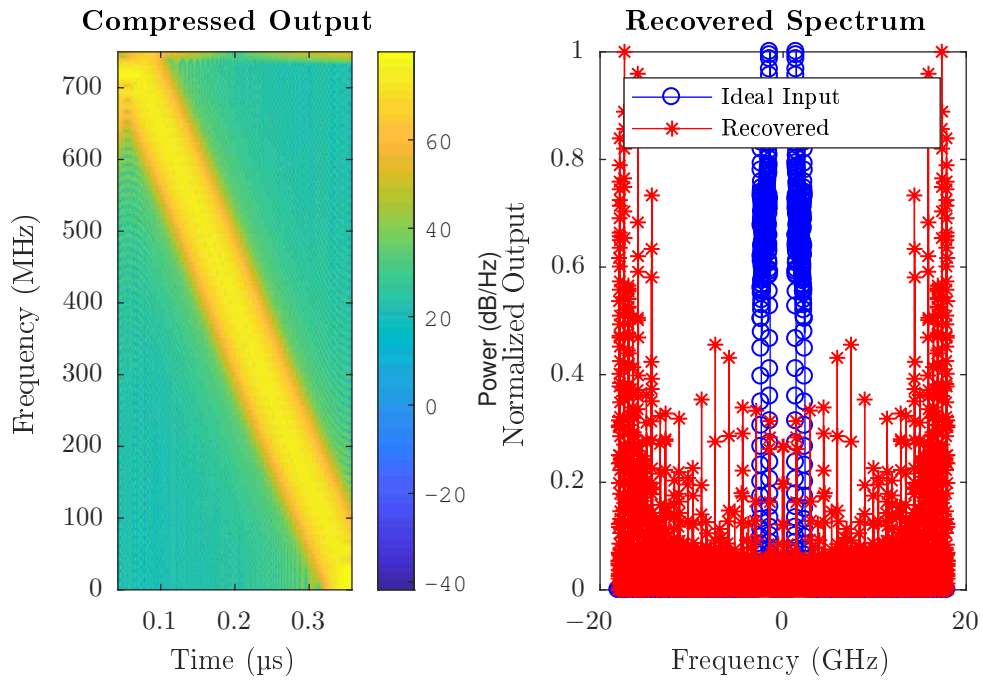 Compressed Output
700
600
500
400
300
200
100
0
0.1
0.2
0.3
Frequency (MHz)
Time (µs)
60
40
20
0
−20
−40
Power (dB/Hz)
Recovered Spectrum
Ideal Input
Recovered
1
0.8
0.6
0.4
0.2
0
−20
0
20
Normalized Output
Frequency (GHz)